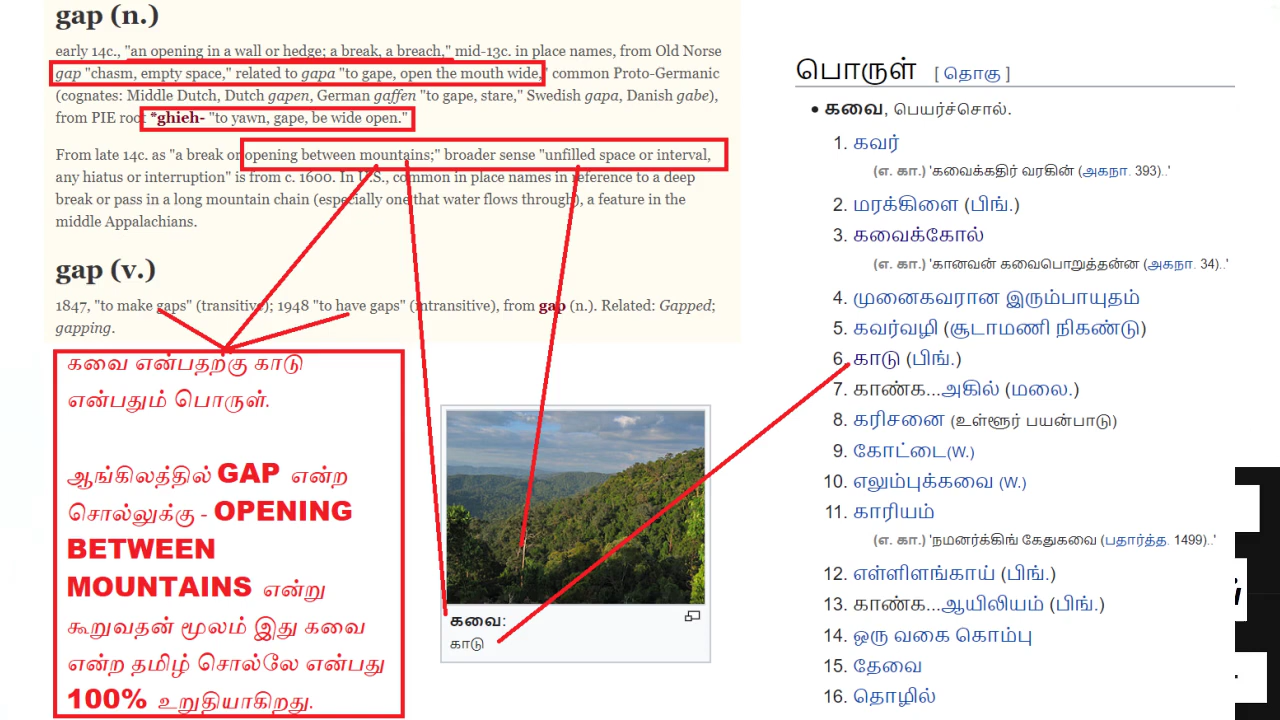 gap (n.)
early 14c., "an opening in a wall or hedge; a break, a breach," mid-13c. in place names, from Old Norse
gap "chasm, empty space," related to gapa "to gape, open the mouth wide," common Proto-Germanic
(cognates: Middle Dutch, Dutch gapen, German gaffen "to gape, stare," Swedish gapa, Danish gabe),
from PIE root *ghieh- "to yawn, gape, be wide open."
From late 14c. as "a break or opening between mountains;" broader sense "unfilled space or interval,
any hiatus or interruption" is from c. 1600. In U.S., common in place names in reference to a deep
break or pass in a long mountain chain (especially one that water flows through), a feature in the
middle Appalachians.
gap (v.)
1847, "to make gaps" (transitive); 1948 "to have gaps" (intransitive), from gap (n.). Related: Gapped;
gapping.
கவை என்பதற்கு காடு
என்பதும் பொருள்.
ஆங்கிலத்தில் GAP என்ற
சொல்லுக்கு - OPENING
BETWEEN
MOUNTAINS என்று
கூறுவதன் மூலம் இது கவை
என்ற தமிழ் சொல்லே என்பது
100% உறுதியாகிறது.
கவை:
காடு
பொருள் [ தொகு ]
• கவை, பெயர்ச்சொல்.
1. கவர்
(எ. கா.) 'கவைக்கதிர் வரகின் (அகநா. 393)..'
2. மரக்கிளை (பிங்.)
3. கவைக்கோல்
(எ. கா.) 'கானவன் கவைபொறுத்தன்ன (அகநா. 34)..'
4. முனைகவரான இரும்பாயுதம்
5. கவர்வழி (சூடாமணி நிகண்டு)
6. காடு (பிங்.)
7. காண்க...அகில் (மலை.)
8. கரிசனை (உள்ளூர் பயன்பாடு)
9. கோட்டை(W.)
10. எலும்புக்கவை (W.)
11. காரியம்
(எ. கா.) 'நமனர்க்கிங் கேதுகவை (பதார்த்த. 1499)..'
12. எள்ளிளங்காய் (பிங்.)
13. காண்க...ஆயிலியம் (பிங்.)
14. ஒரு வகை கொம்பு
15. தேவை
16. தொழில்